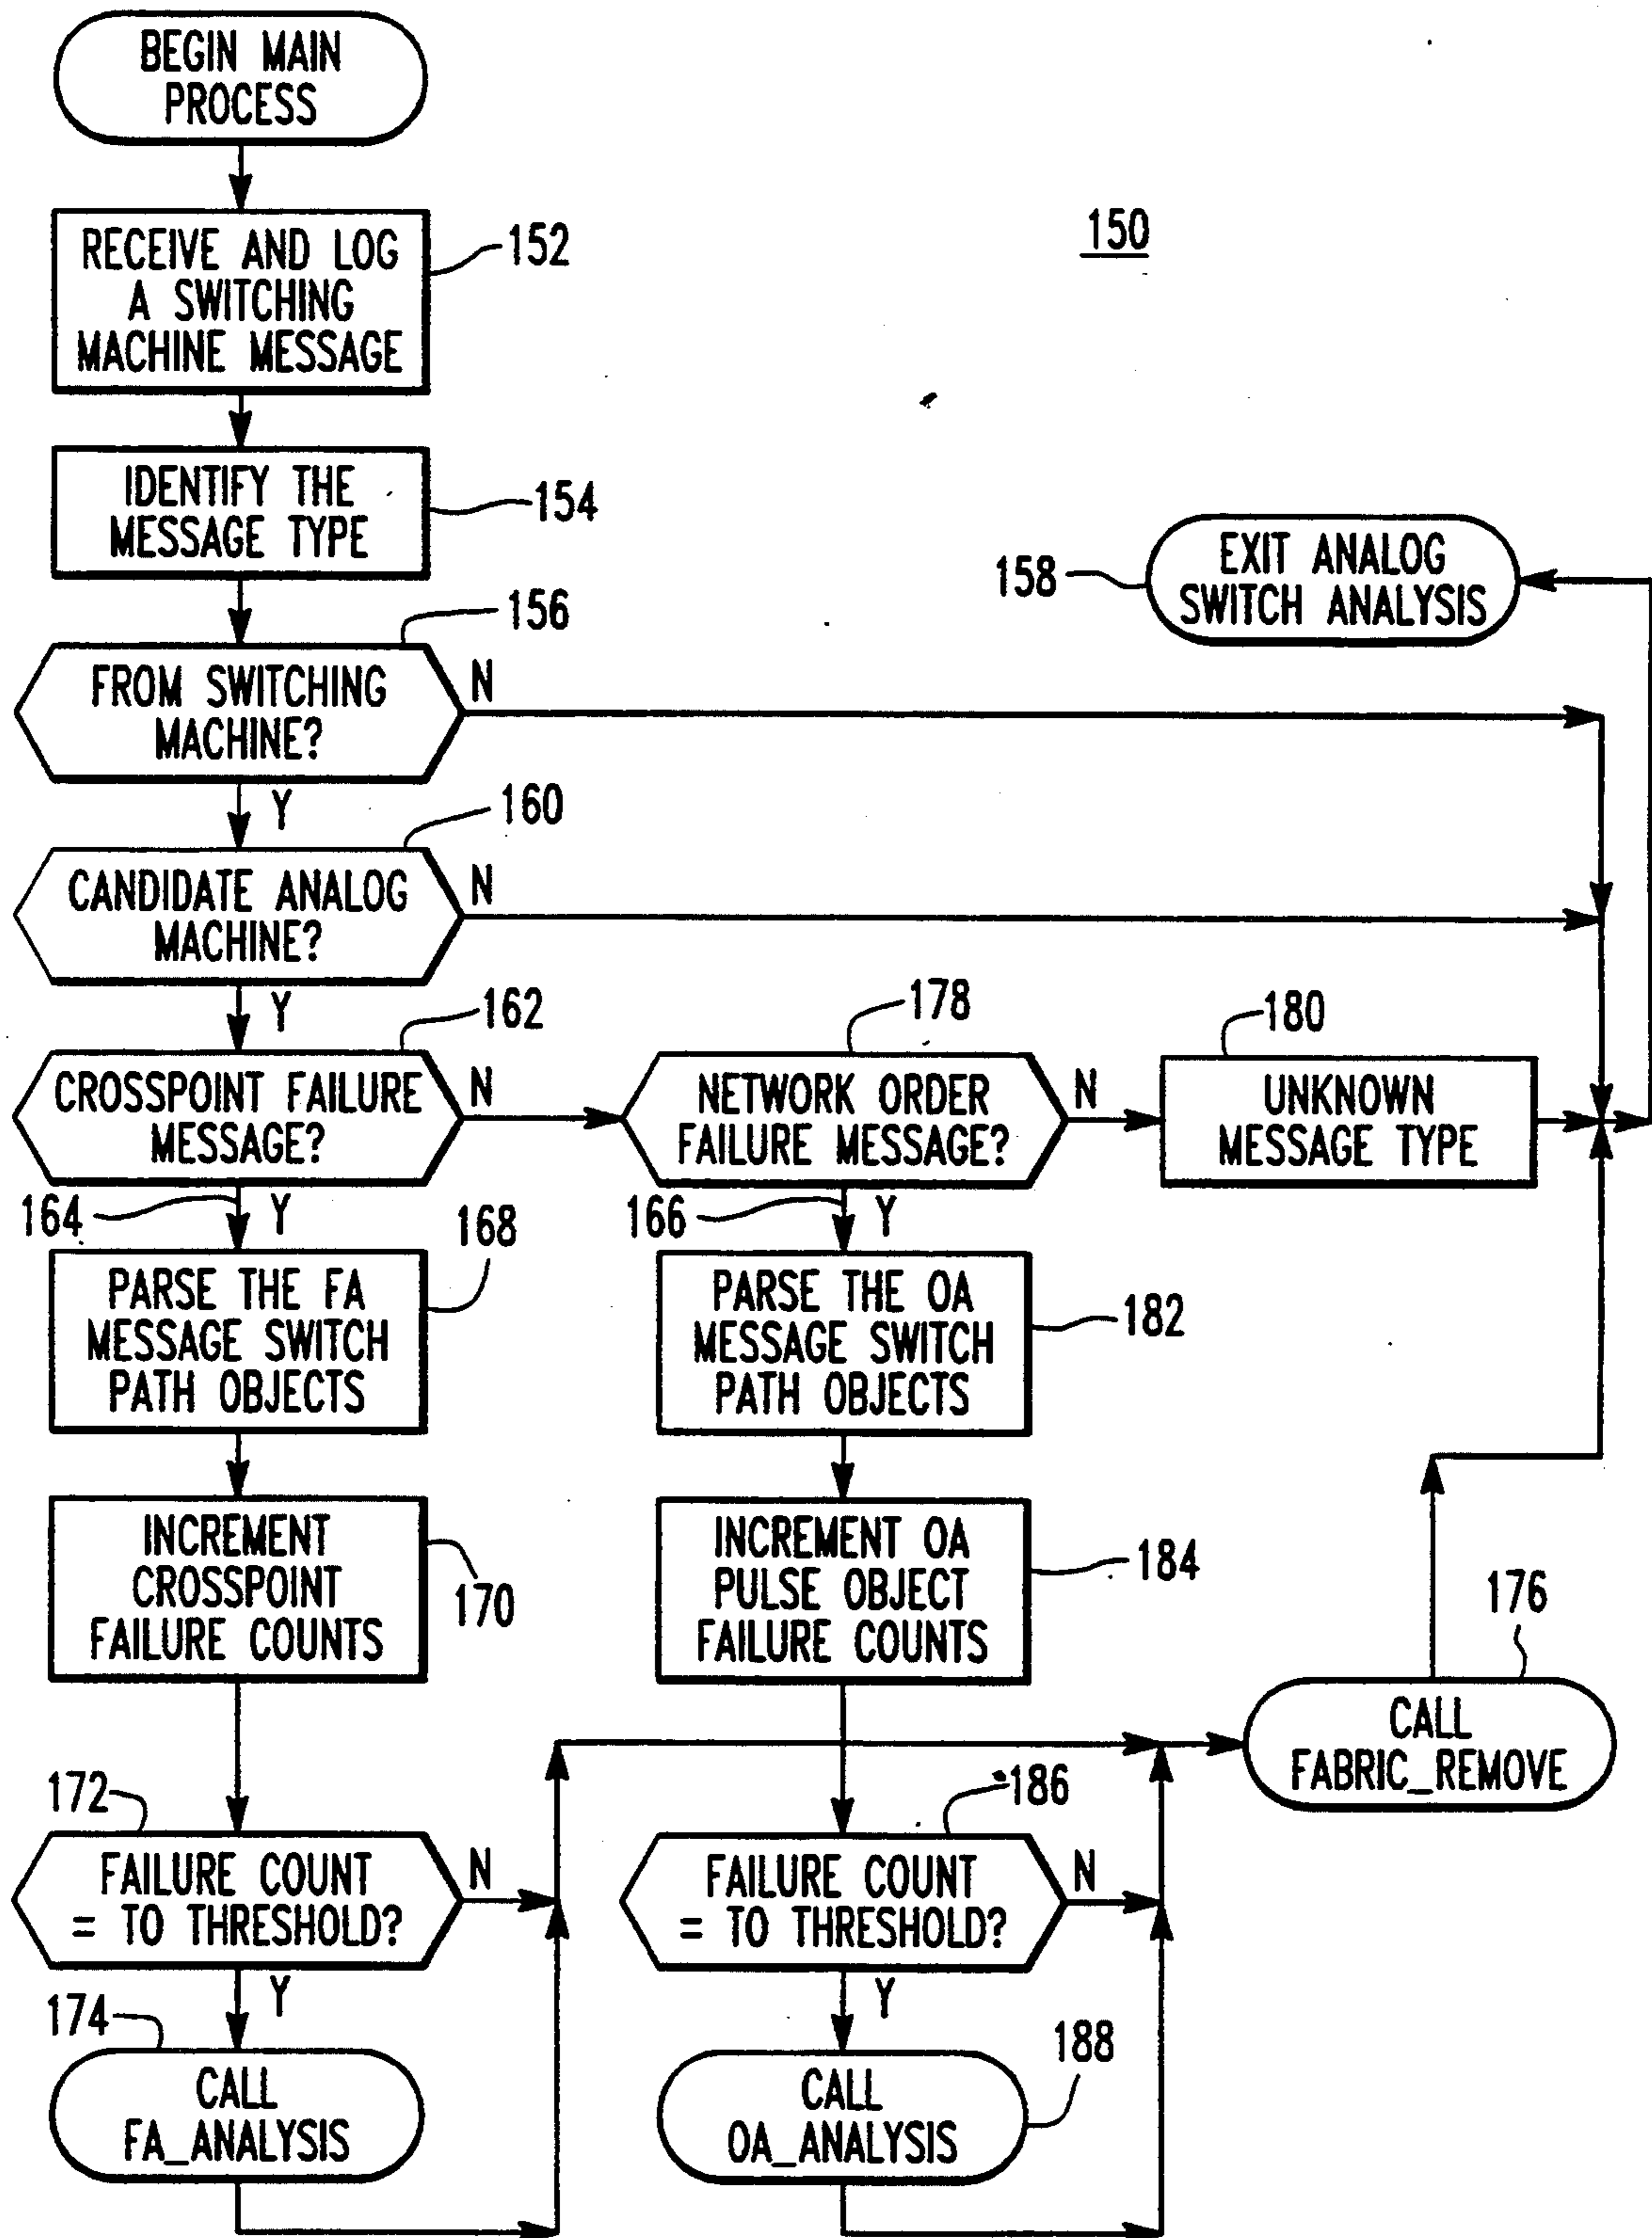 BEGIN MAIN
PROCESS
150
RECEIVE AND LOG
A SWITCHING
MACHINE MESSAGE
152
IDENTIFY THE
MESSAGE TYPE
154
EXIT ANALOG
SWITCH ANALYSIS
158
156
FROM SWITCHING
MACHINE?
N
Y
160
CANDIDATE ANALOG
MACHINE?
N
Y
162
CROSSPOINT FAILURE
MESSAGE?
N
178
NETWORK ORDER
FAILURE MESSAGE?
N
180
UNKNOWN
MESSAGE TYPE
164
Y
166
Y
168
PARSE THE FA
MESSAGE SWITCH
PATH OBJECTS
PARSE THE OA
MESSAGE SWITCH
PATH OBJECTS
182
INCREMENT
CROSSPOINT
FAILURE COUNTS
170
INCREMENT OA
PULSE OBJECT
FAILURE COUNTS
184
176
CALL
FABRIC_REMOVE
172
FAILURE COUNT
= TO THRESHOLD?
N
186
FAILURE COUNT
= TO THRESHOLD?
N
Y
Y
174
CALL
FA_ANALYSIS
CALL
OA_ANALYSIS
188